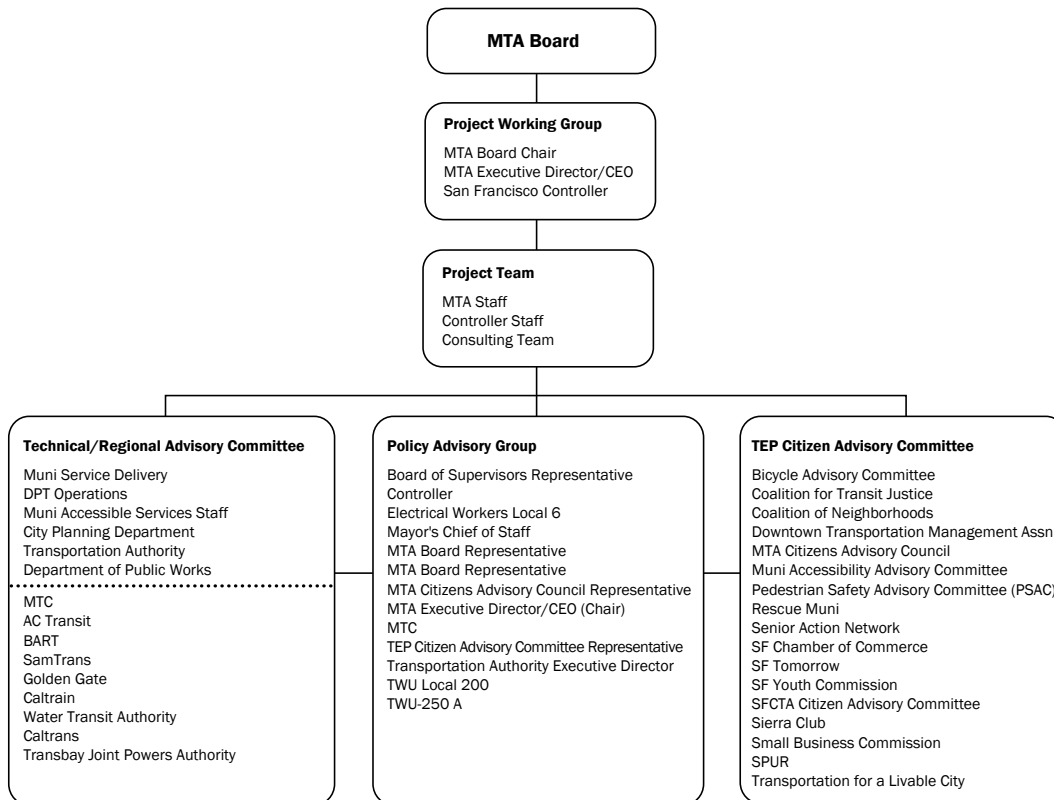 MTA Board
Project Working Group
MTA Board Chair
MTA Executive Director/CEO
San Francisco Controller
Project Team
MTA Staff
Controller Staff
Consulting Team
Technical/Regional Advisory Committee
Muni Service Delivery
DPT Operations
Muni Accessible Services Staff
City Planning Department
Transportation Authority
Department of Public Works
MTC
AC Transit
BART
SamTrans
Golden Gate
Caltrain
Water Transit Authority
Caltrans
Transbay Joint Powers Authority
Policy Advisory Group
Board of Supervisors Representative
Controller
Electrical Workers Local 6
Mayor's Chief of Staff
MTA Board Representative
MTA Board Representative
MTA Citizens Advisory Council Representative
MTA Executive Director/CEO (Chair)
MTC
TEP Citizen Advisory Committee Representative
Transportation Authority Executive Director
TWU Local 200
TWU-250 A
TEP Citizen Advisory Committee
Bicycle Advisory Committee
Coalition for Transit Justice
Coalition of Neighborhoods
Downtown Transportation Management Assn
MTA Citizens Advisory Council
Muni Accessibility Advisory Committee
Pedestrian Safety Advisory Committee (PSAC)
Rescue Muni
Senior Action Network
SF Chamber of Commerce
SF Tomorrow
SF Youth Commission
SFCTA Citizen Advisory Committee
Sierra Club
Small Business Commission
SPUR
Transportation for a Livable City